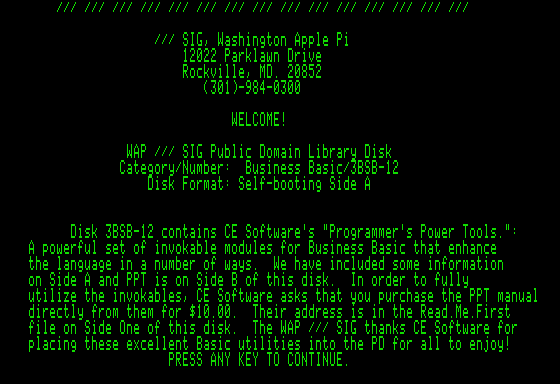 /// /// /// /// /// /// /// /// /// /// /// /// /// /// ///
/// SIG, Washington Apple Pi
12022 Parklawn Drive
Rockville, MD. 20852
(301)-984-0300
WELCOME!
WAP /// SIG Public Domain Library Disk
Category/Number:  Business Basic/3BSB-12
Disk Format: Self-booting Side A
Disk 3BSB-12 contains CE Software's "Programmer's Power Tools.":
A powerful set of invokable modules for Business Basic that enhance
the language in a number of ways.  We have included some information
on Side A and PPT is on Side B of this disk.  In order to fully
utilize the invokables, CE Software asks that you purchase the PPT manual
directly from them for $10.00.  Their address is in the Read.Me.First
file on Side One of this disk.  The WAP /// SIG thanks CE Software for
placing these excellent Basic utilities into the PD for all to enjoy!
PRESS ANY KEY TO CONTINUE.